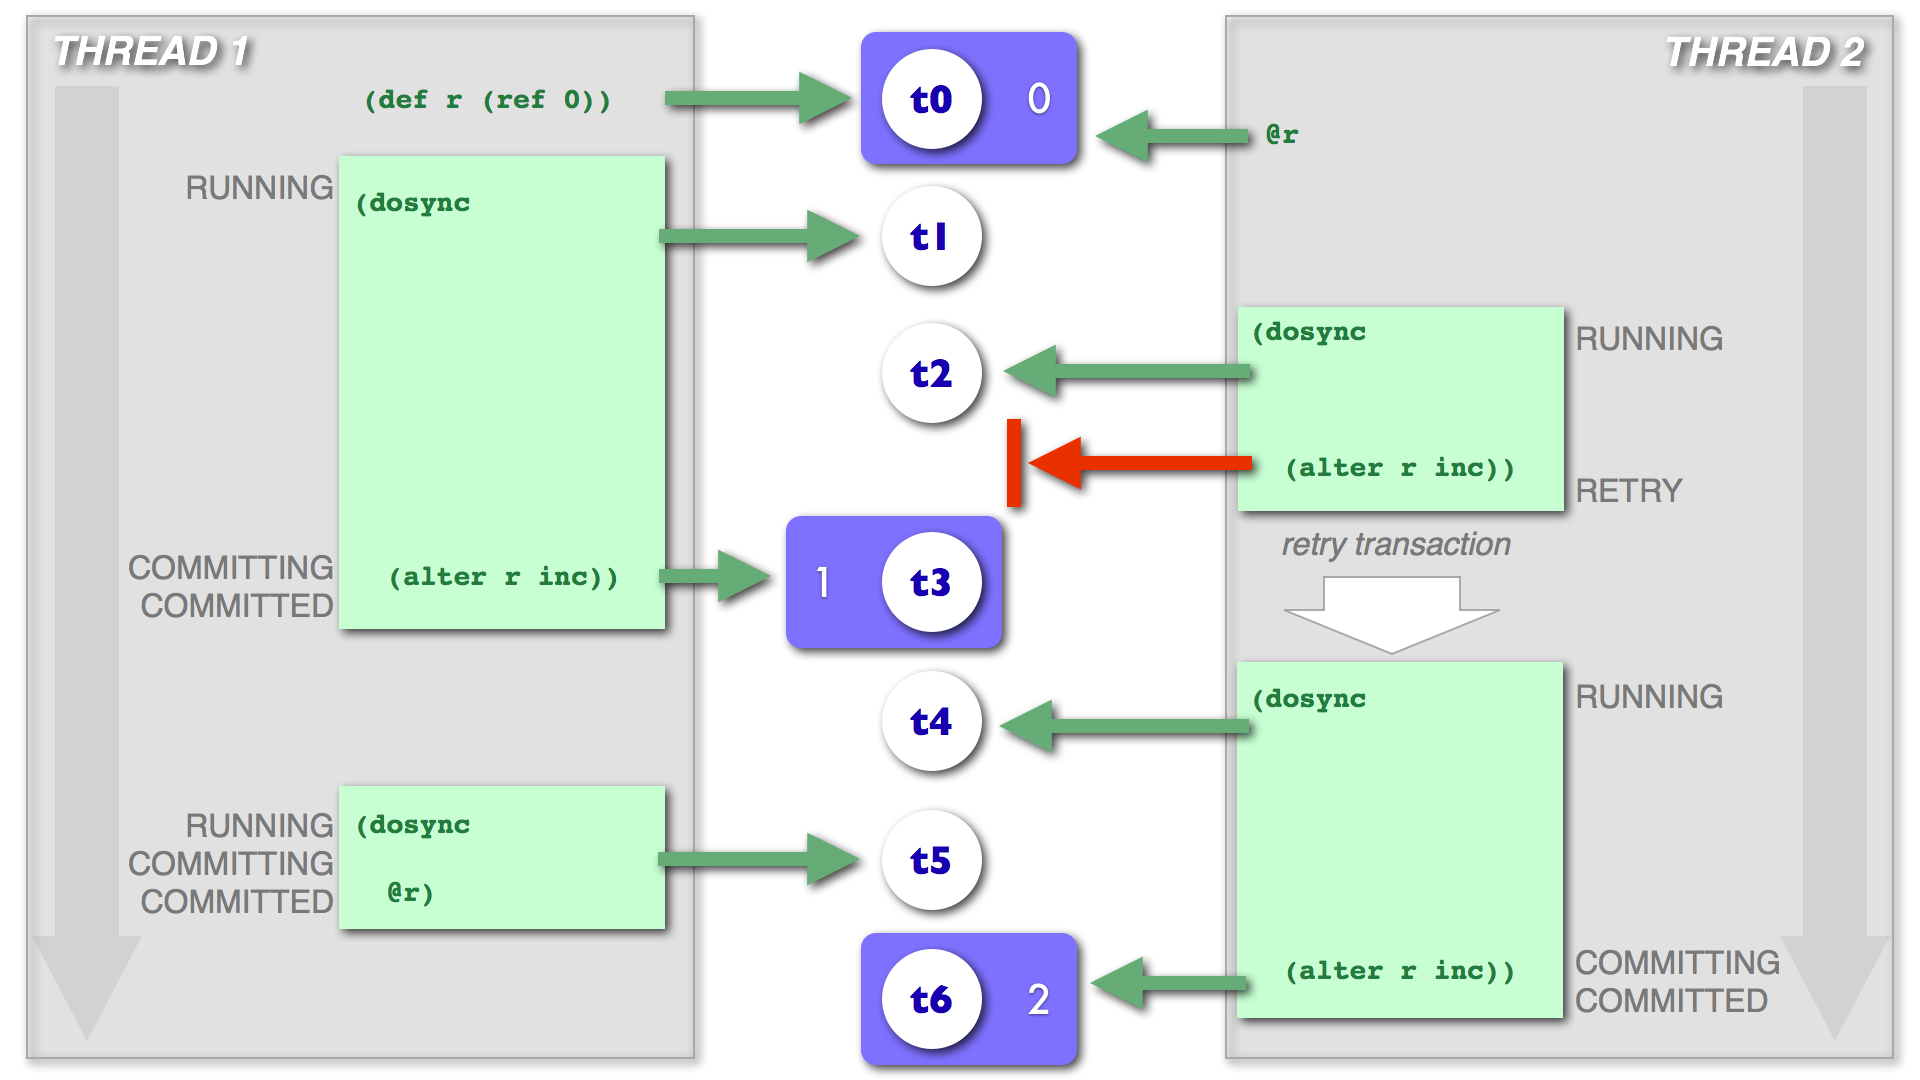 THREAD 1
(def r (ref 0))
RUNNING
(dosync
COMMITTING
COMMITTED
(alter r inc))
RUNNING
COMMITTING
COMMITTED
(dosync
@r)
t0 0
t1
t2
1 t3
t4
t5
t6 2
THREAD 2
@r
(dosync
RUNNING
(alter r inc))
RETRY
retry transaction
(dosync
RUNNING
(alter r inc))
COMMITTING
COMMITTED